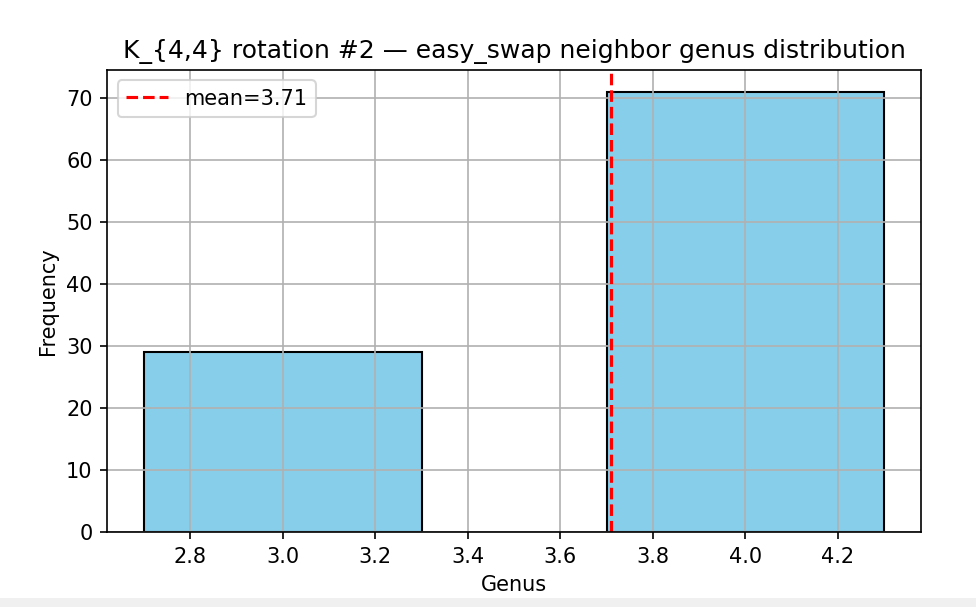 K_{4,4} rotation #2 — easy_swap neighbor genus distribution
mean=3.71
Frequency
70
60
50
40
30
20
10
0
2.8 3.0 3.2 3.4 3.6 3.8 4.0 4.2
Genus